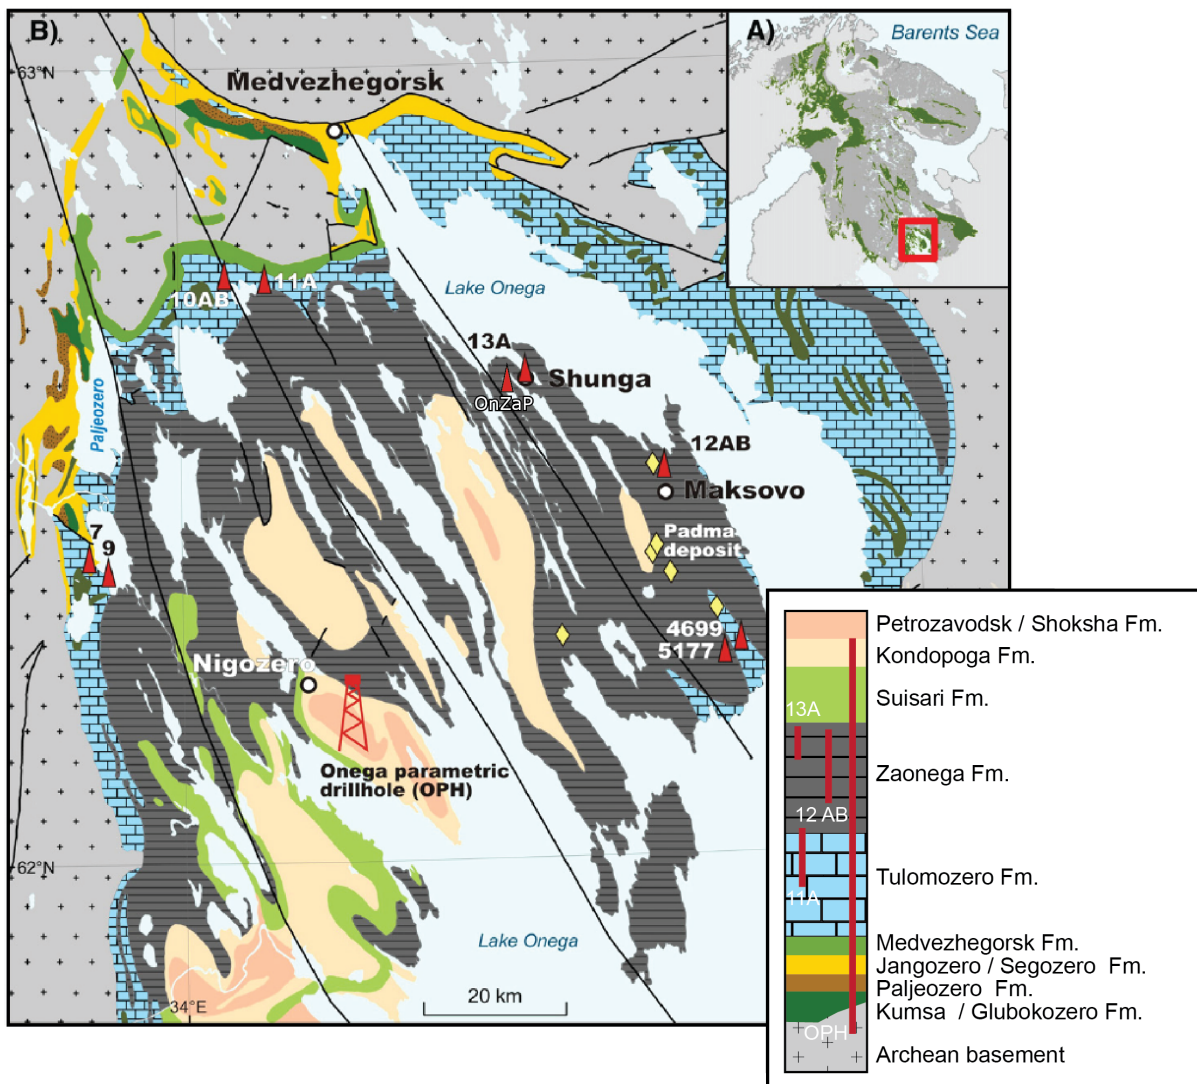 B)
A)
Barents Sea
63°N
Medvezhegorsk
Lake Onega
10AB
11A
13A
Shunga
OnZaP
Paljeozero
12AB
Maksovo
Padma
deposit
7
9
4699
5177
Nigozero
Onega parametric
drillhole (OPH)
62°N
Lake Onega
34°E
20 km
Petrozavodsk / Shoksha Fm.
Kondopoga Fm.
Suisari Fm.
13A
Zaonega Fm.
12 AB
Tulomozero Fm.
11A
Medvezhegorsk Fm.
Jangozero / Segozero Fm.
Paljeozero Fm.
Kumsa / Glubokozero Fm.
OPH
Archean basement